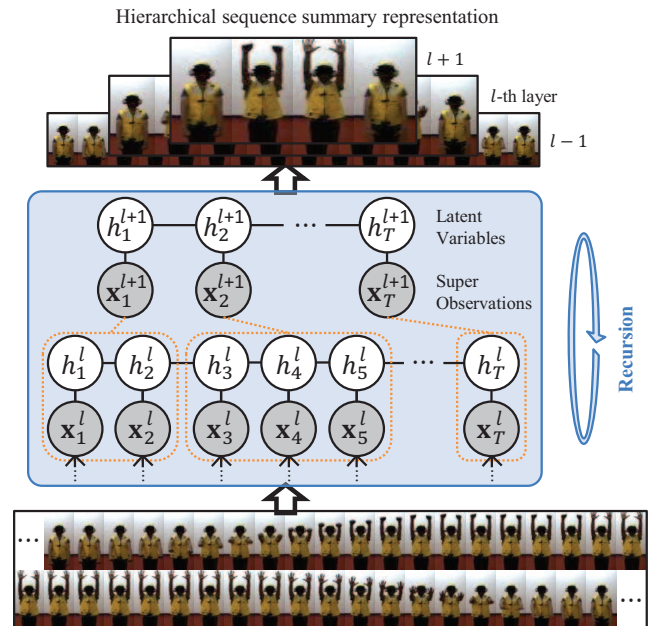 Hierarchical sequence summary representation
l + 1
l-th layer
l − 1
h_1^{l+1} h_2^{l+1} ⋯ h_T^{l+1} Latent Variables
x_1^{l+1} x_2^{l+1} x_T^{l+1} Super Observations
h_1^l h_2^l h_3^l h_4^l h_5^l ⋯ h_T^l
x_1^l x_2^l x_3^l x_4^l x_5^l x_T^l
Recursion
⋯
⋯